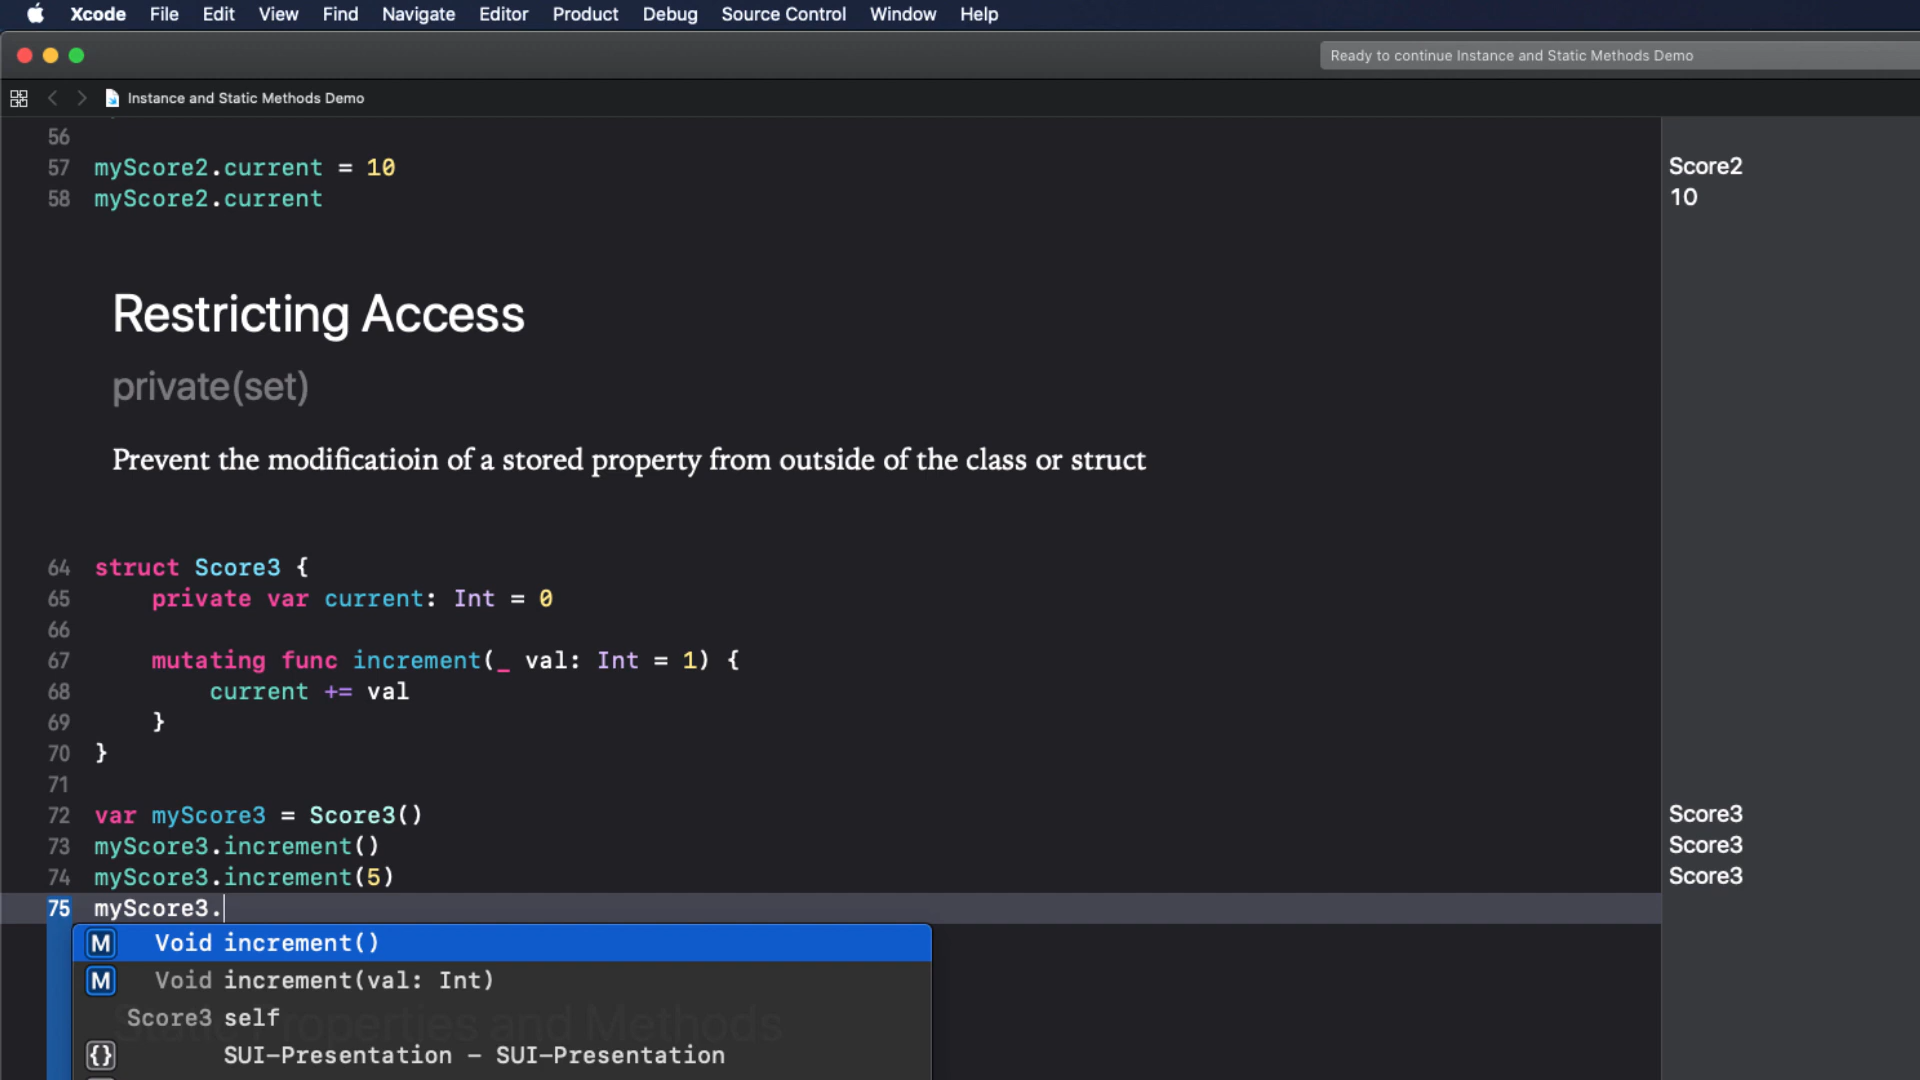 Xcode File Edit View Find Navigate Editor Product Debug Source Control Window Help
Ready to continue Instance and Static Methods Demo
Instance and Static Methods Demo
56
57 myScore2.current = 10 Score2
58 myScore2.current 10
Restricting Access
private(set)
Prevent the modificatioin of a stored property from outside of the class or struct
64 struct Score3 {
65 private var current: Int = 0
66
67 mutating func increment(_ val: Int = 1) {
68 current += val
69 }
70 }
71
72 var myScore3 = Score3() Score3
73 myScore3.increment() Score3
74 myScore3.increment(5) Score3
75 myScore3.
M Void increment()
M Void increment(val: Int)
Score3 self
Properties and Methods
{} SUI-Presentation - SUI-Presentation